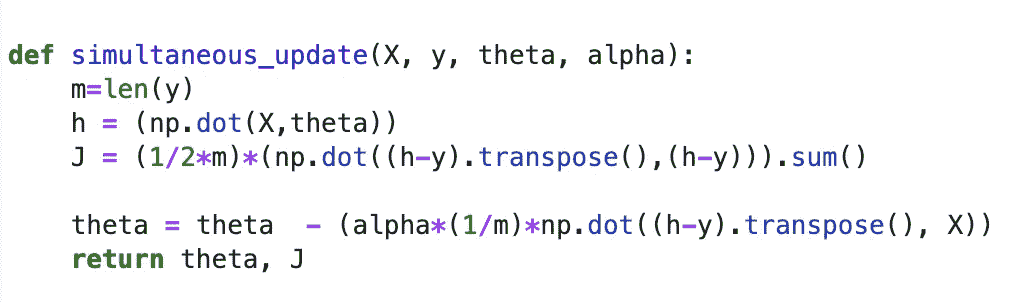 def simultaneous_update(X, y, theta, alpha):
    m=len(y)
    h = (np.dot(X,theta))
    J = (1/2*m)*(np.dot((h-y).transpose(),(h-y))).sum()
    theta = theta  - (alpha*(1/m)*np.dot((h-y).transpose(), X))
    return theta, J